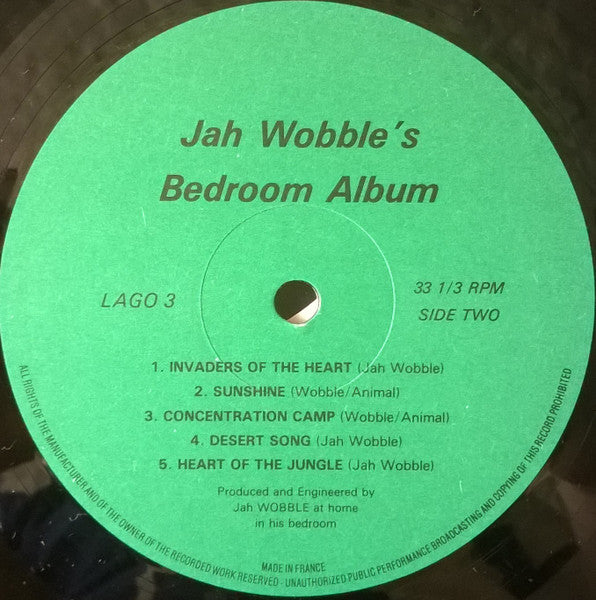 Jah Wobble's
Bedroom Album
LAGO 3
33 1/3 RPM
SIDE TWO
1. INVADERS OF THE HEART (Jah Wobble)
2. SUNSHINE (Wobble/Animal)
3. CONCENTRATION CAMP (Wobble/Animal)
4. DESERT SONG (Jah Wobble)
5. HEART OF THE JUNGLE (Jah Wobble)
Produced and Engineered by
Jah WOBBLE at home
in his bedroom
MADE IN FRANCE
ALL RIGHTS OF THE MANUFACTURER AND OF THE OWNER OF THE RECORDED WORK RESERVED - UNAUTHORIZED PUBLIC PERFORMANCE BROADCASTING AND COPYING OF THIS RECORD PROHIBITED